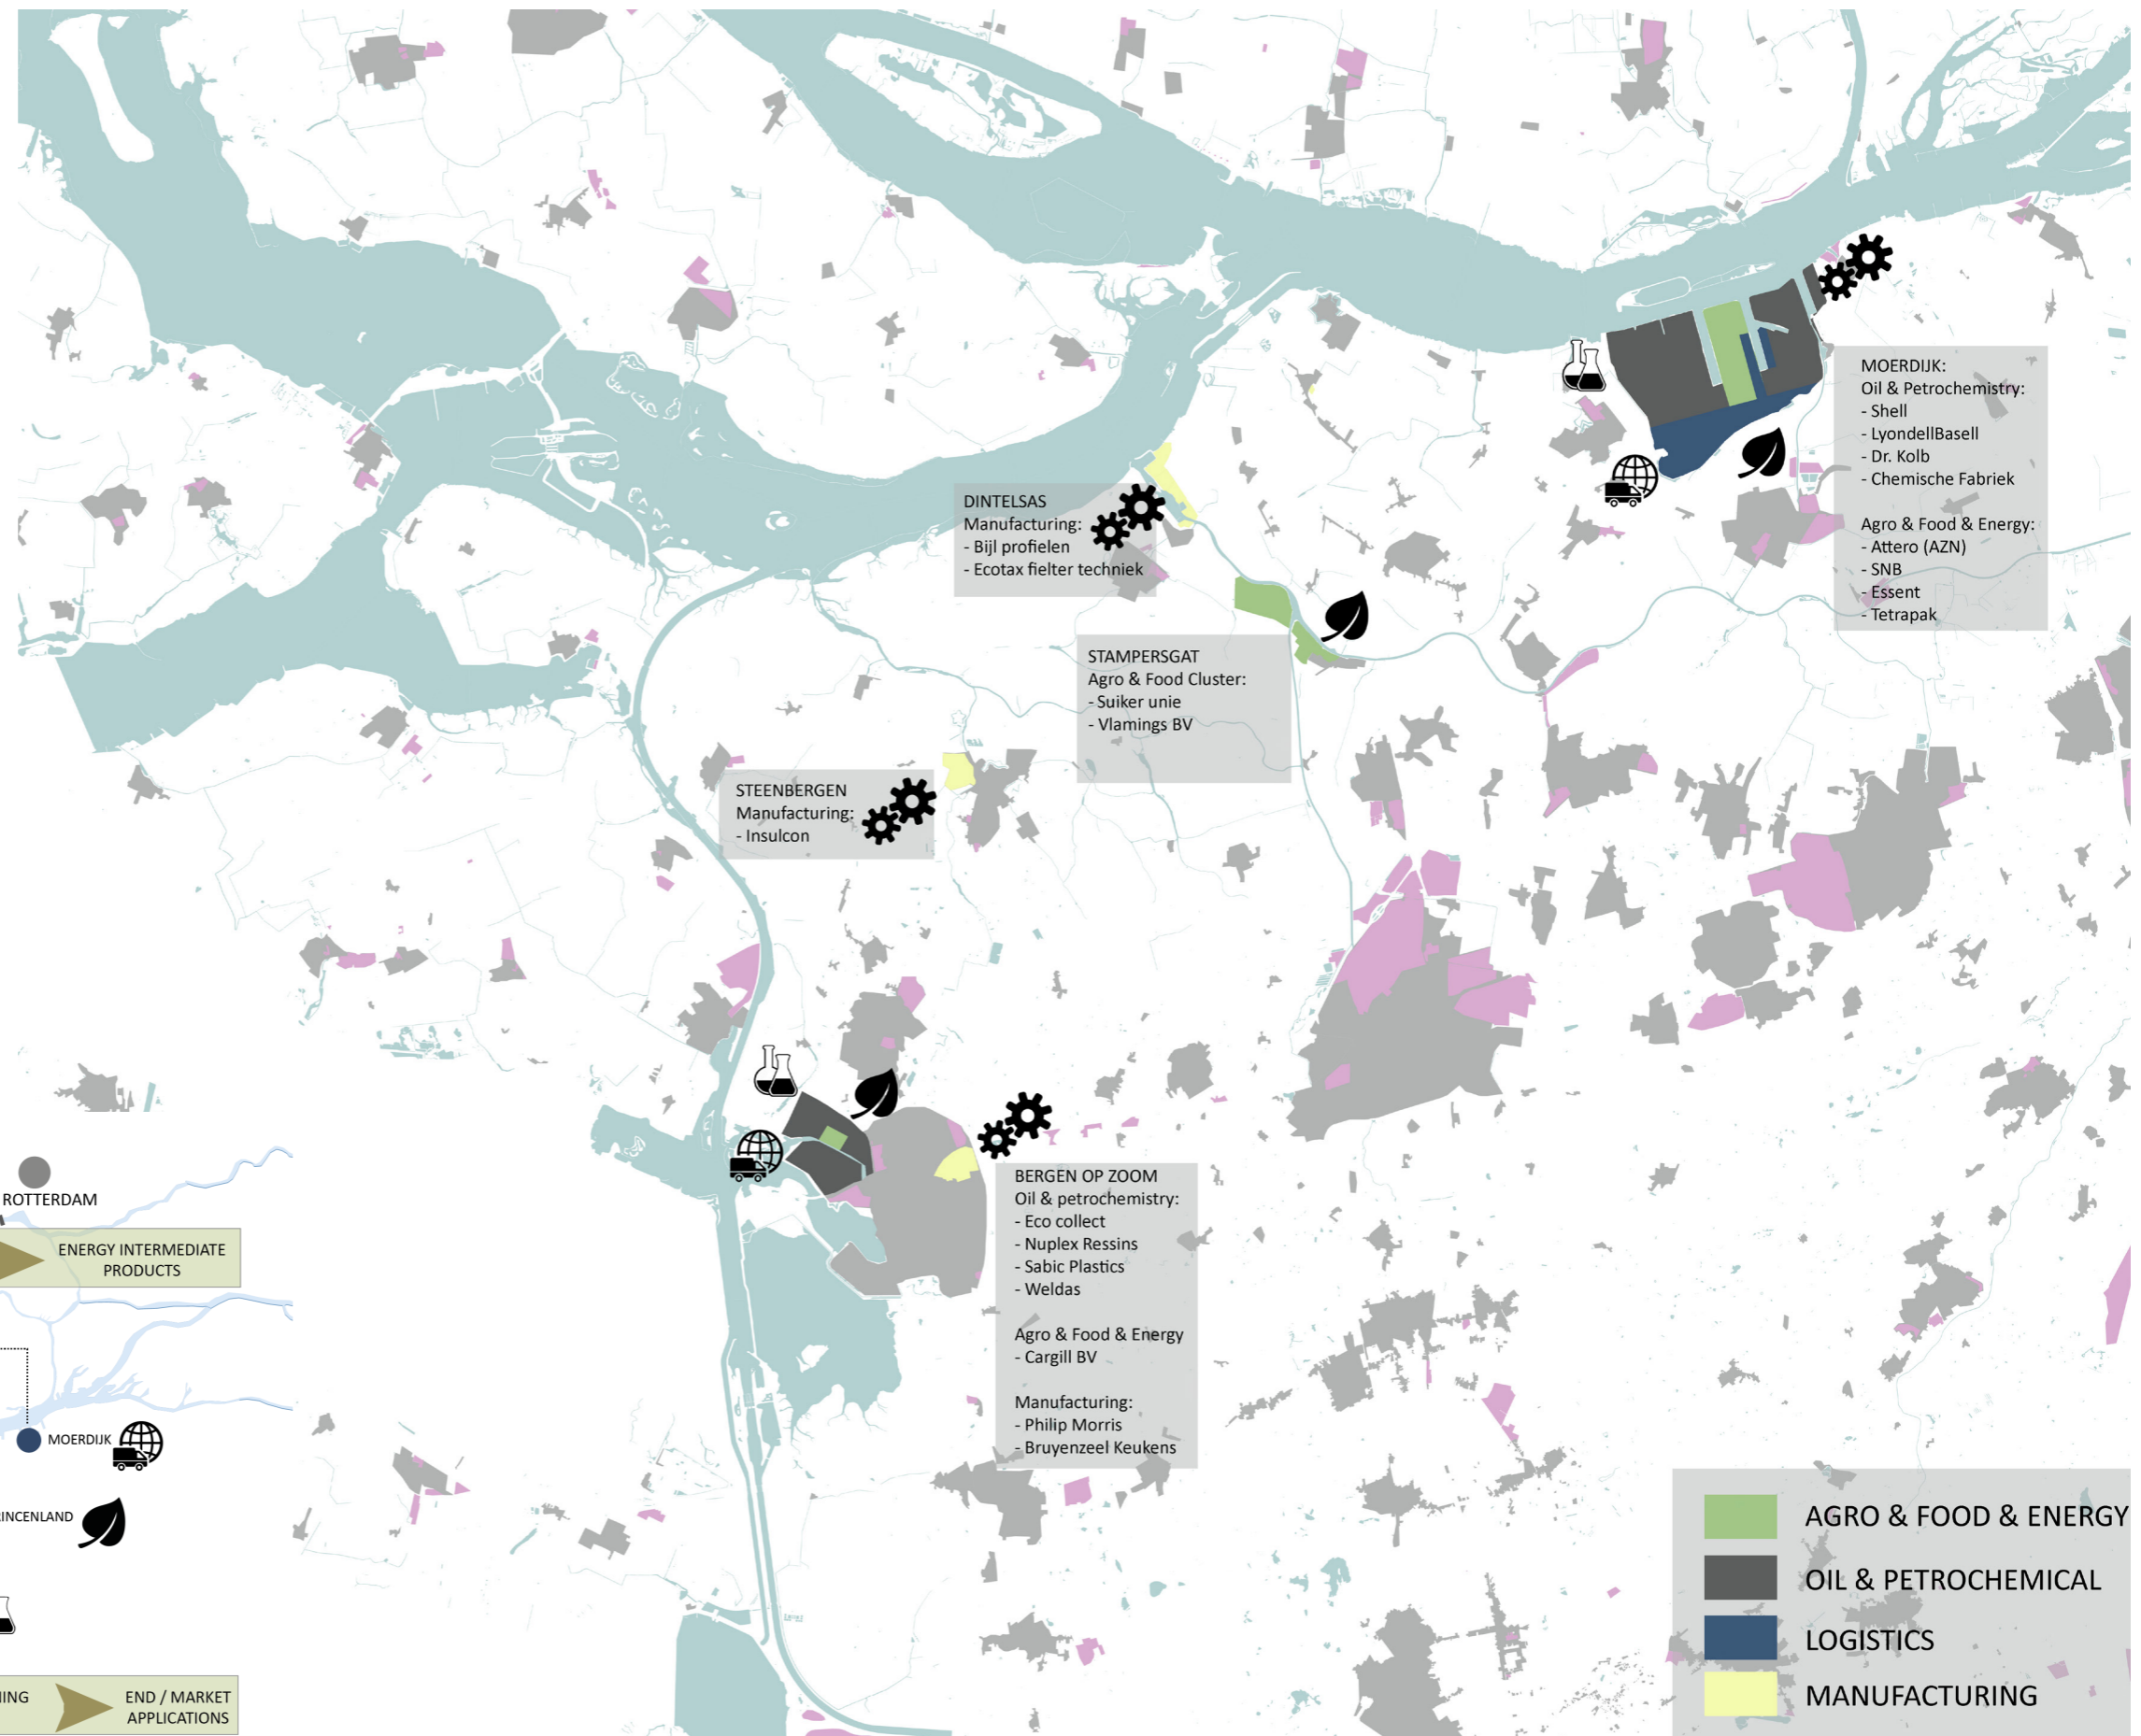 MOERDIJK:
Oil & Petrochemistry:
- Shell
- LyondellBasell
- Dr. Kolb
- Chemische Fabriek
Agro & Food & Energy:
- Attero (AZN)
- SNB
- Essent
- Tetrapak
DINTELSAS
Manufacturing:
- Bijl profielen
- Ecotax fielter techniek
STAMPERSGAT
Agro & Food Cluster:
- Suiker unie
- Vlamings BV
STEENBERGEN
Manufacturing:
- Insulcon
BERGEN OP ZOOM
Oil & petrochemistry:
- Eco collect
- Nuplex Ressins
- Sabic Plastics
- Weldas
Agro & Food & Energy
- Cargill BV
Manufacturing:
- Philip Morris
- Bruyenzeel Keukens
ROTTERDAM
ENERGY INTERMEDIATE
PRODUCTS
MOERDIJK
RINCENLAND
END / MARKET
APPLICATIONS
AGRO & FOOD & ENERGY
OIL & PETROCHEMICAL
LOGISTICS
MANUFACTURING